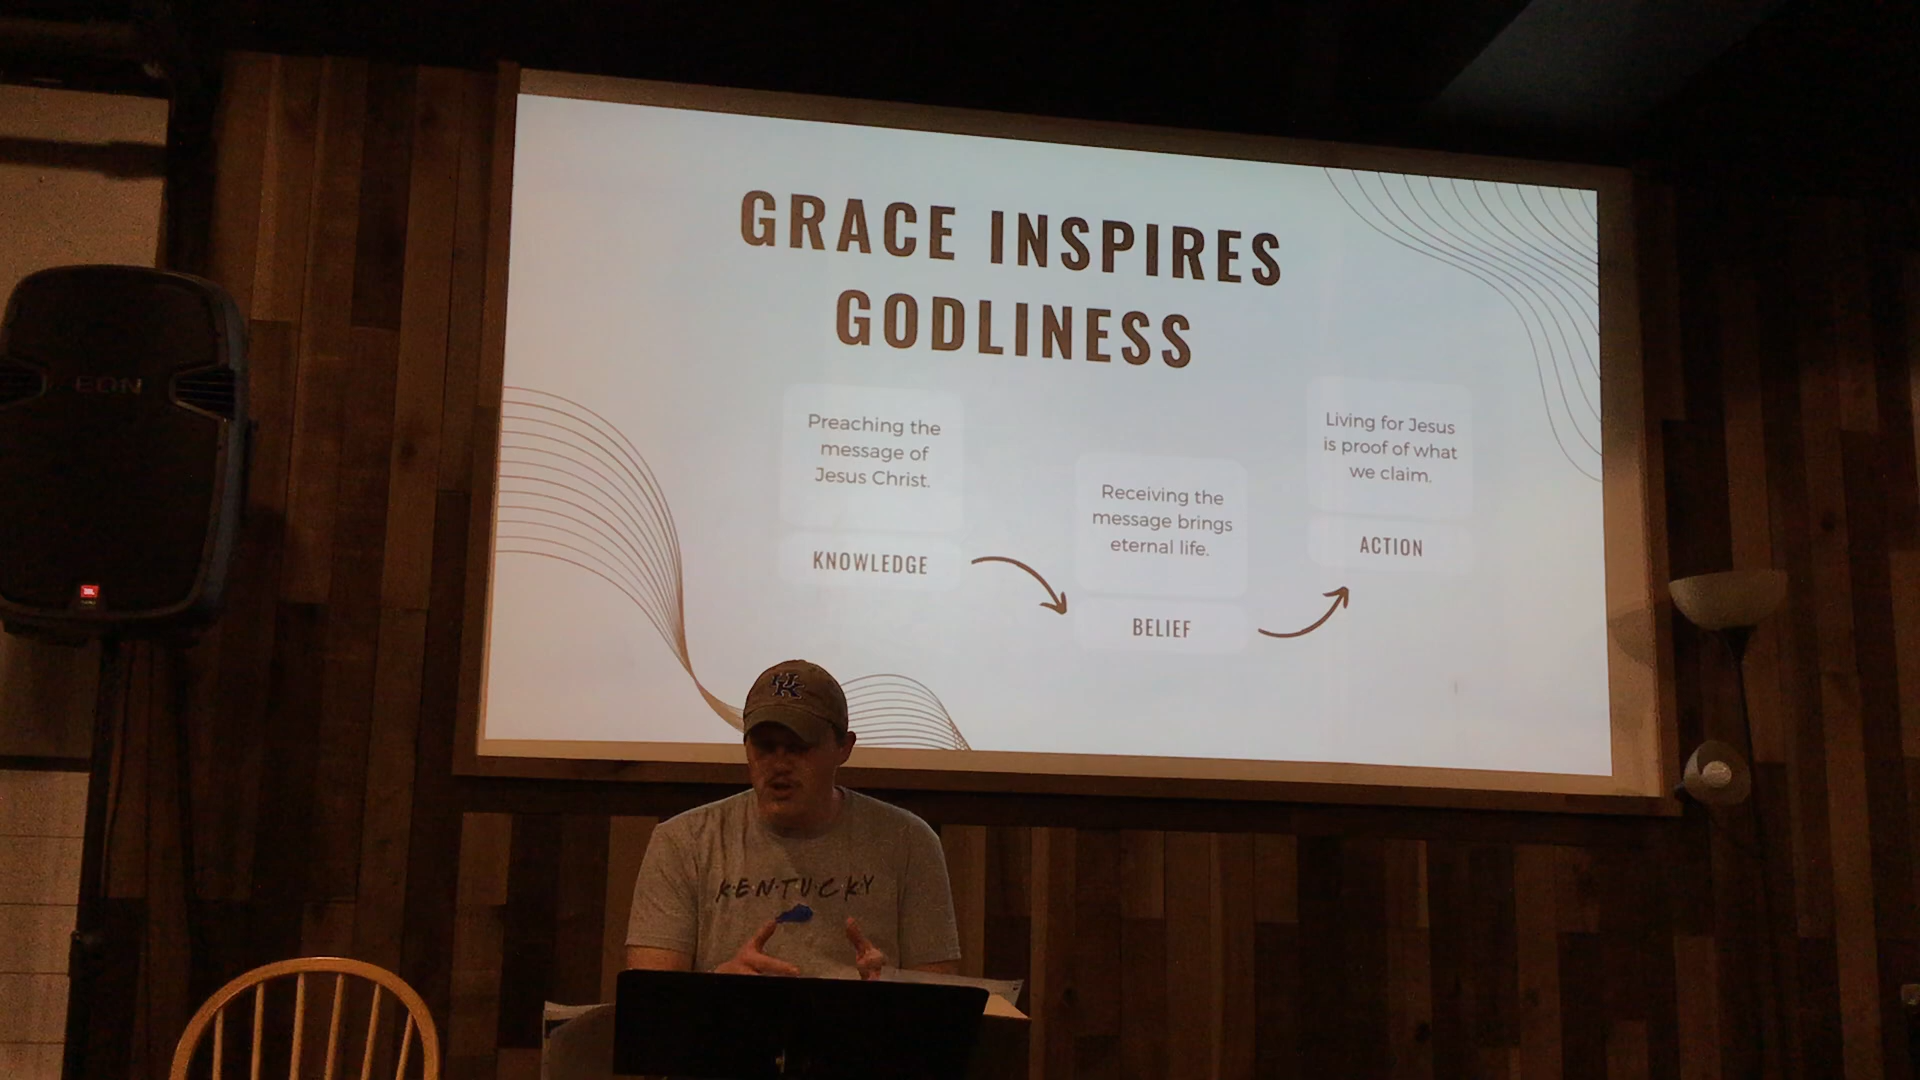 GRACE INSPIRES
GODLINESS
Preaching the
message of
Jesus Christ.
KNOWLEDGE
Receiving the
message brings
eternal life.
BELIEF
Living for Jesus
is proof of what
we claim.
ACTION
EON
JBL
UK
K·E·N·T·U·C·K·Y